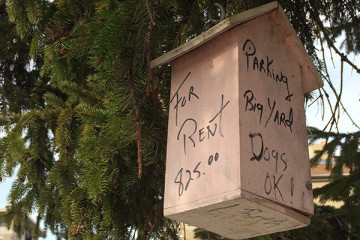 FOR
RENT
825.00
Parking
Big YARD
Dogs
OK!